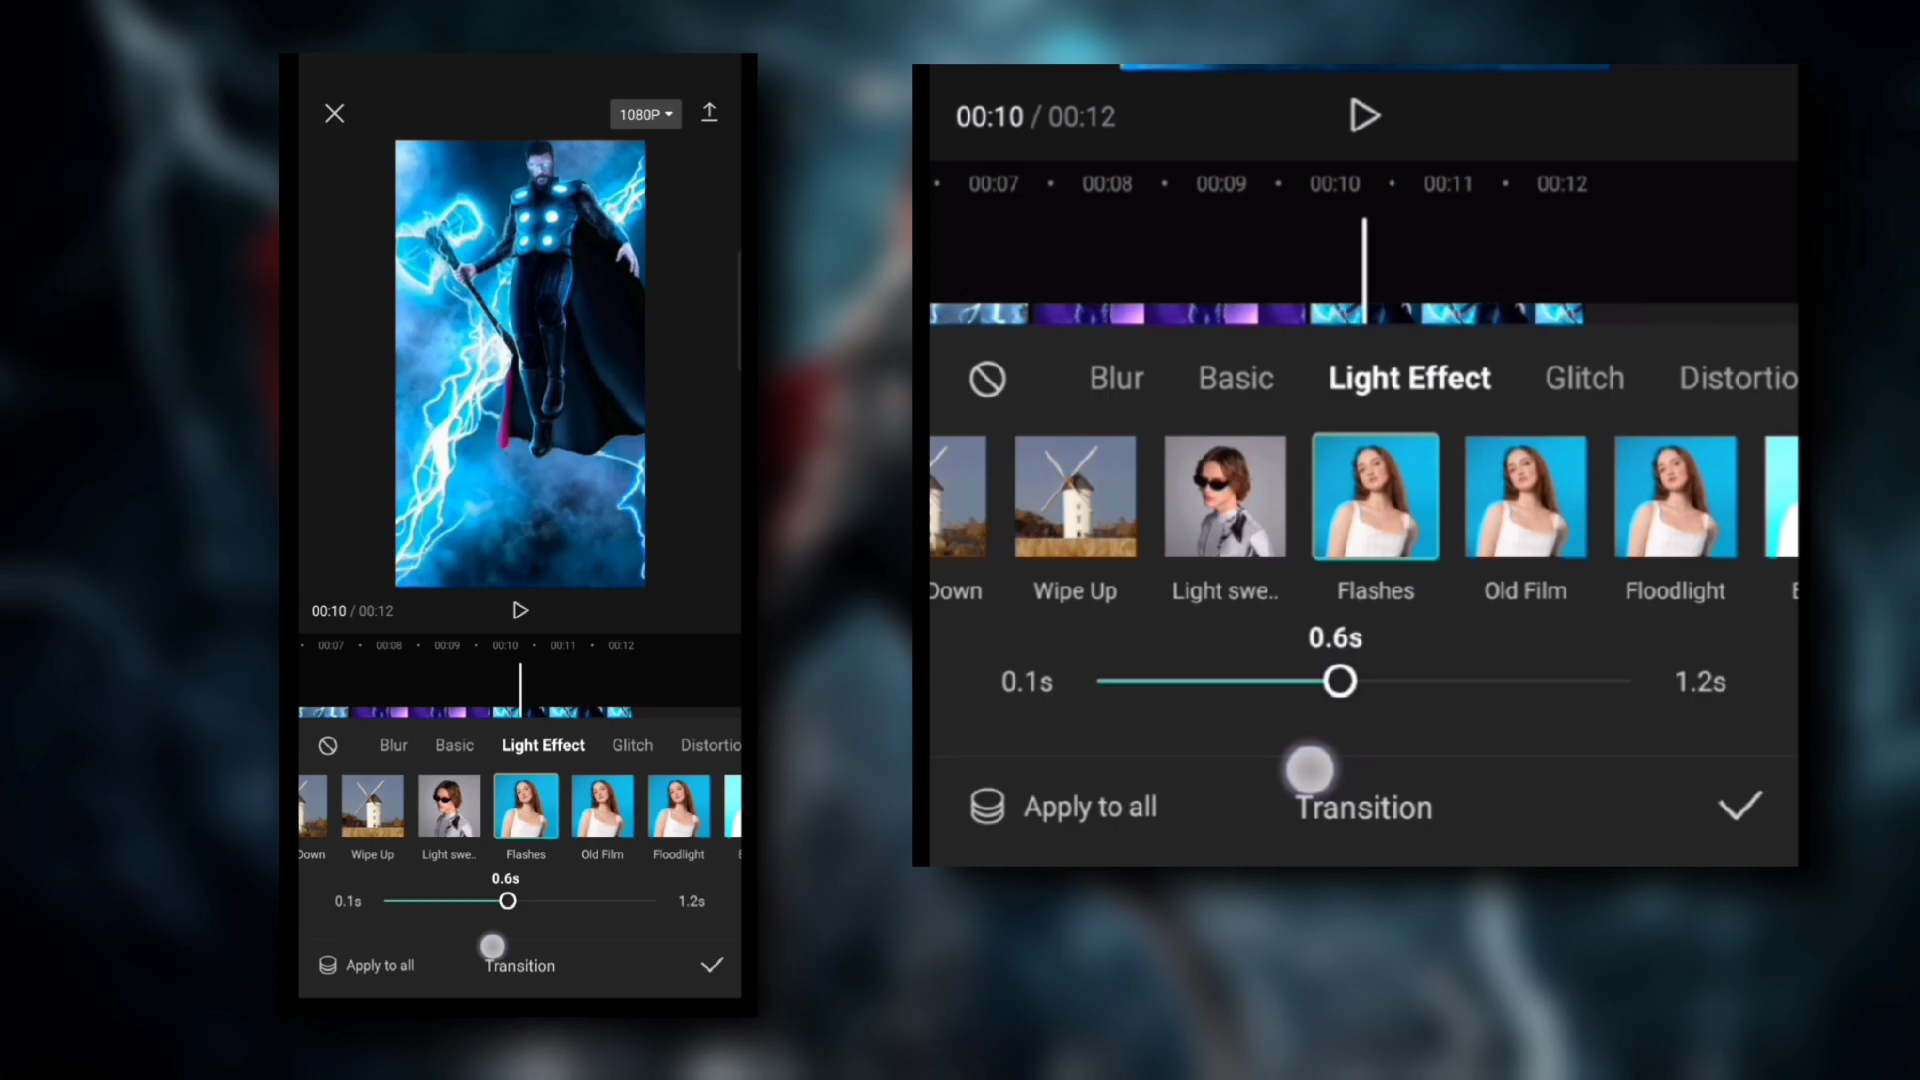 1080P
00:10 / 00:12
00:07 00:08 00:09 00:10 00:11 00:12
Blur Basic Light Effect Glitch Distortio
Down Wipe Up Light swe.. Flashes Old Film Floodlight
0.6s
0.1s 1.2s
Apply to all Transition
00:10 / 00:12
00:07 00:08 00:09 00:10 00:11 00:12
Blur Basic Light Effect Glitch Distortio
Down Wipe Up Light swe.. Flashes Old Film Floodlight
0.6s
0.1s 1.2s
Apply to all Transition